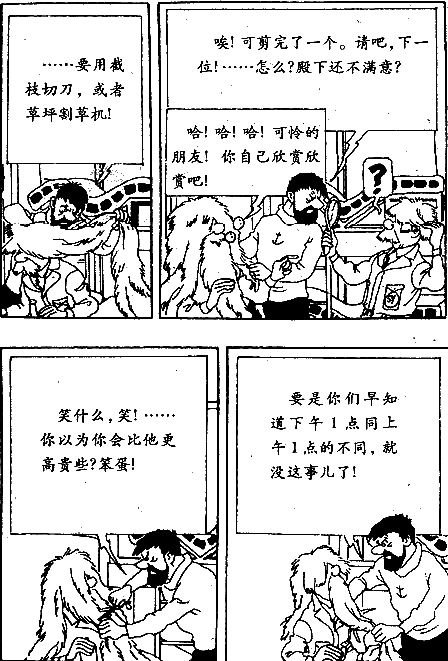 ……要用截
枝切刀，或者
草坪割草机!
唉! 可剪完了一个。请吧,下一
位!……怎么?殿下还不满意?
哈! 哈! 哈! 可怜的
朋友! 你自己欣赏欣
赏吧!
?
笑什么, 笑! ……
你以为你会比他更
高贵些?笨蛋!
要是你们早知
道下午1点同上
午1点的不同, 就
没这事儿了!